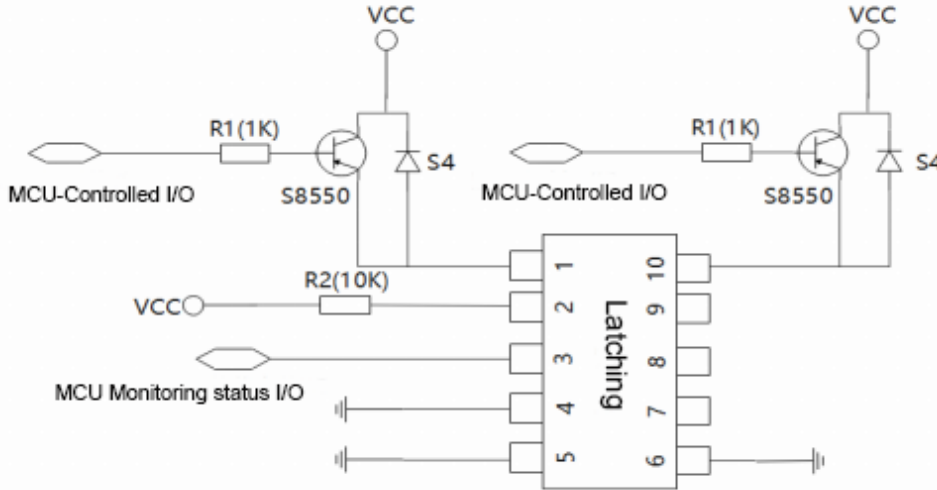 VCC
VCC
R1(1K)
R1(1K)
S4
S4
MCU-Controlled I/O
S8550
MCU-Controlled I/O
S8550
1
10
R2(10K)
VCC
2
9
Latching
3
8
MCU Monitoring status I/O
4
7
5
6